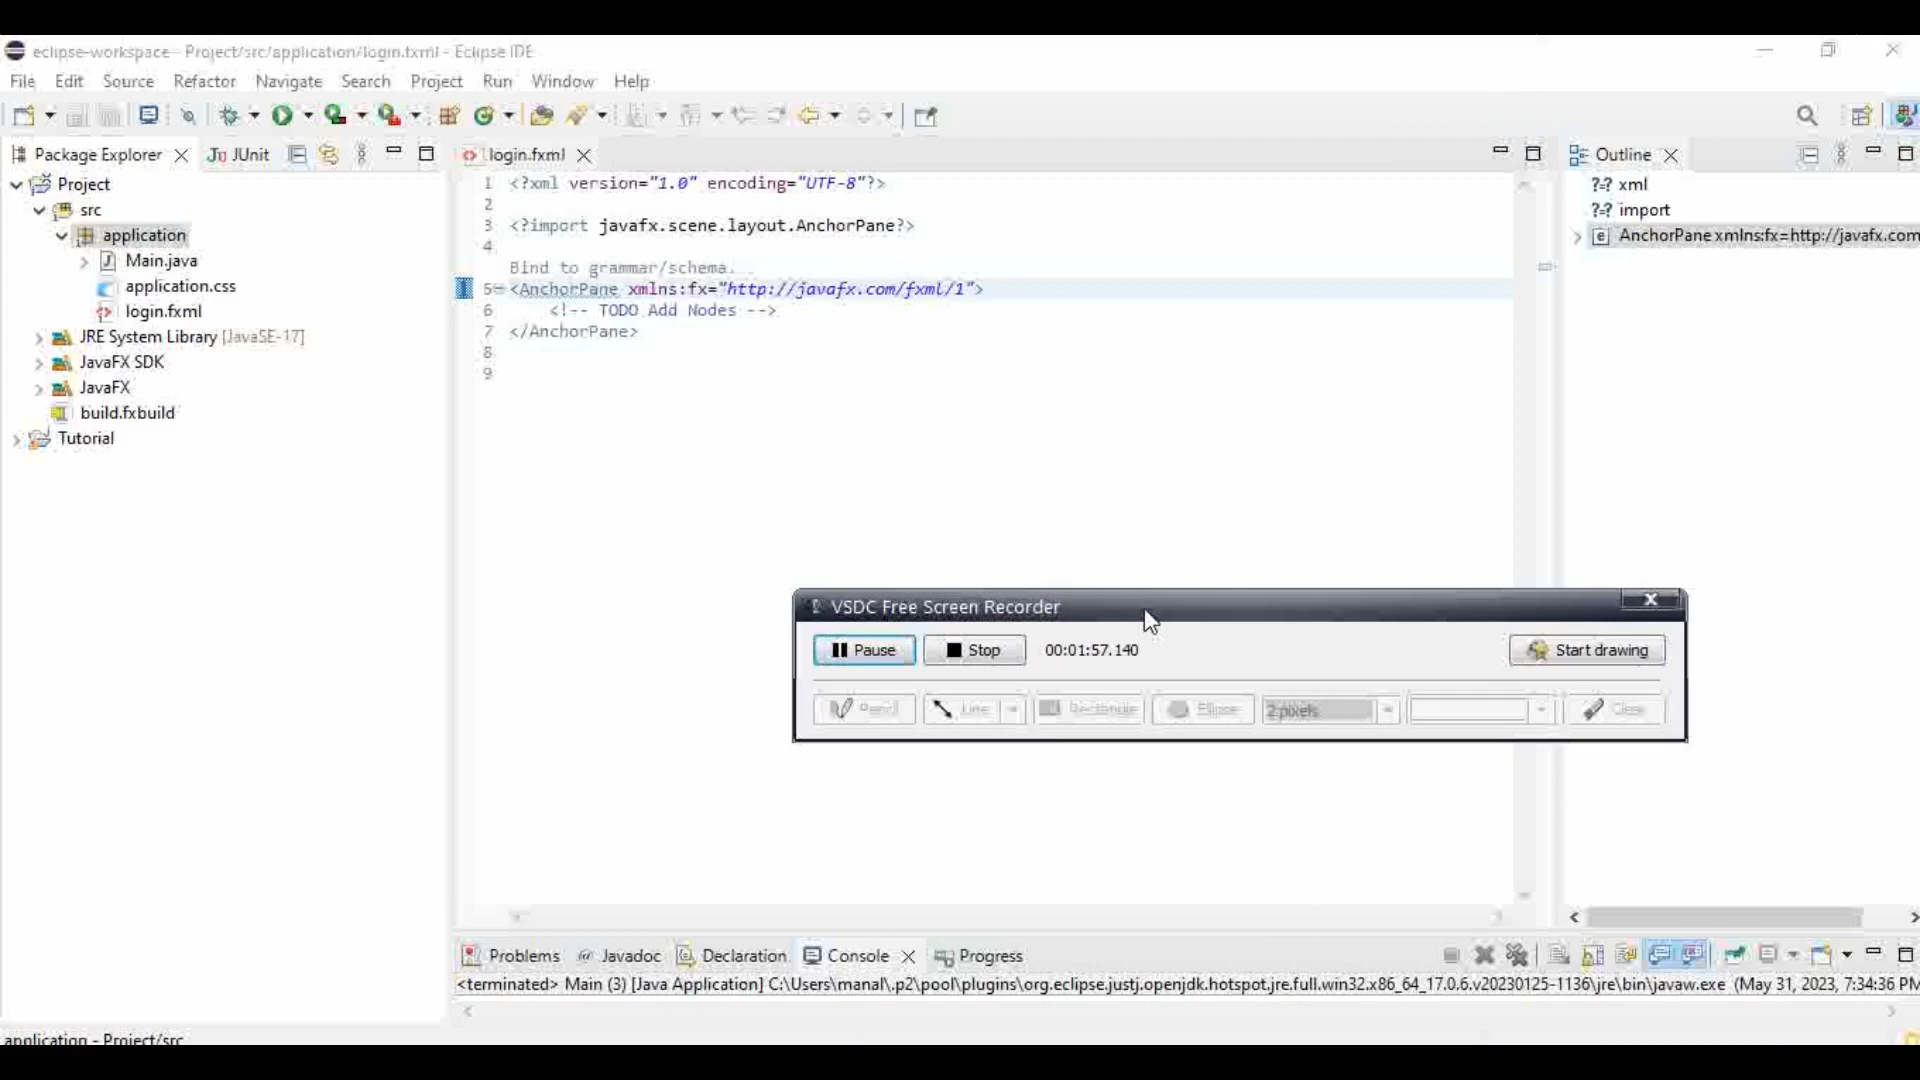 eclipse-workspace - Project/src/application/login.fxml - Eclipse IDE
File Edit Source Refactor Navigate Search Project Run Window Help
Package Explorer JUnit
login.fxml
Outline
Project
src
application
Main.java
application.css
login.fxml
JRE System Library [JavaSE-17]
JavaFX SDK
JavaFX
build.fxbuild
Tutorial
1 <?xml version="1.0" encoding="UTF-8"?>
2
3 <?import javafx.scene.layout.AnchorPane?>
4
Bind to grammar/schema...
5 <AnchorPane xmlns:fx="http://javafx.com/fxml/1">
6 <!-- TODO Add Nodes -->
7 </AnchorPane>
8
9
?=? xml
?=? import
e AnchorPane xmlns:fx=http://javafx.com
VSDC Free Screen Recorder
Pause Stop 00:01:57.140 Start drawing
Pencil Line Rectangle Ellipse 2 pixels Clear
Problems @ Javadoc Declaration Console Progress
<terminated> Main (3) [Java Application] C:\Users\manal\.p2\pool\plugins\org.eclipse.justj.openjdk.hotspot.jre.full.win32.x86_64_17.0.6.v20230125-1136\jre\bin\javaw.exe (May 31, 2023, 7:34:36 PM
application - Project/src